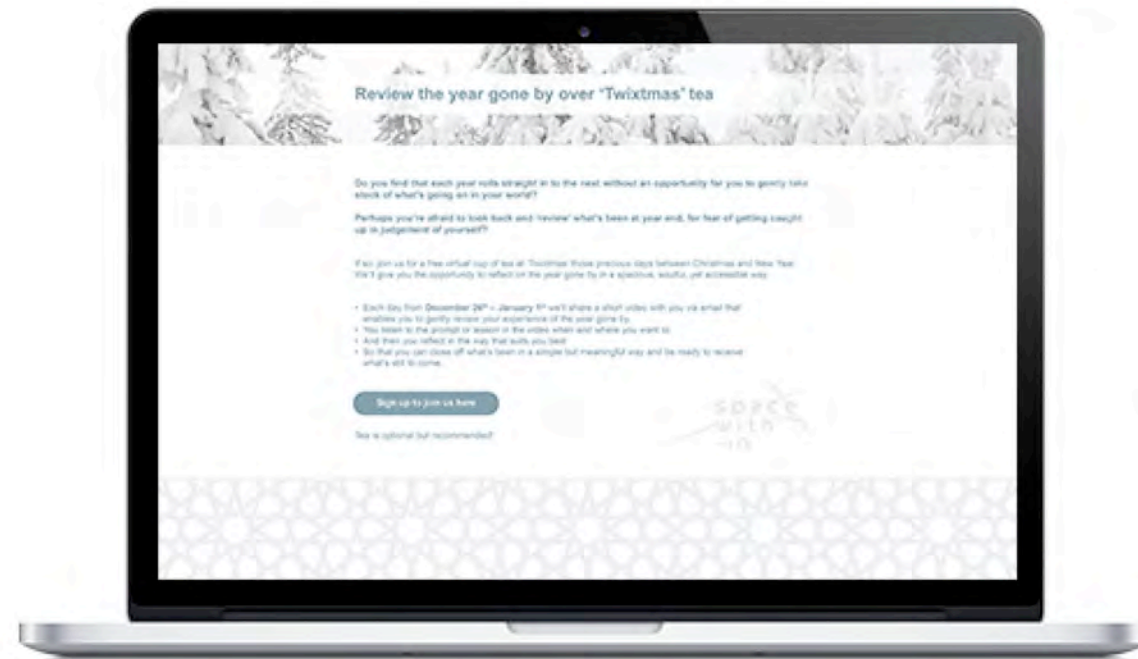 Review the year gone by over 'Twixtmas' tea
Do you find that each year rolls straight in to the next without an opportunity for you to gently take
stock of what's going on in your world?
Perhaps you're afraid to look back and 'review' what's been at year end, for fear of getting caught
up in judgement of yourself?
If so, join us for a free virtual cup of tea at Twixtmas: those precious days between Christmas and New Year.
We'll give you the opportunity to reflect on the year gone by in a spacious, soulful, yet accessible way.
• Each day from December 26th – January 1st we'll share a short video with you via email that
enables you to gently review your experience of the year gone by.
• You listen to the prompt or lesson in the video when and where you want to
• And then you reflect in the way that suits you best
• So that you can close off what's been in a simple but meaningful way and be ready to receive
what's still to come.
Sign up to join us here
space
with
in
Tea is optional but recommended!